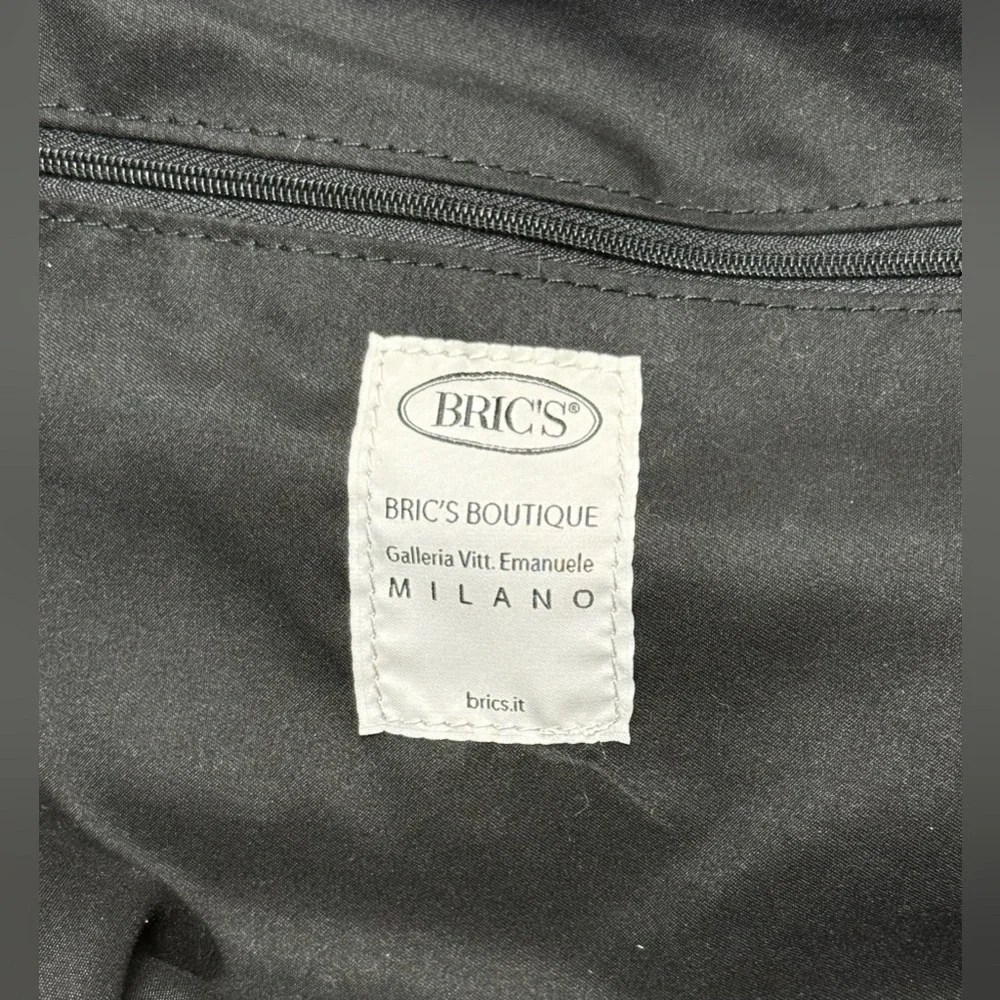 BRIC'S®
BRIC'S BOUTIQUE
Galleria Vitt. Emanuele
MILANO
brics.it